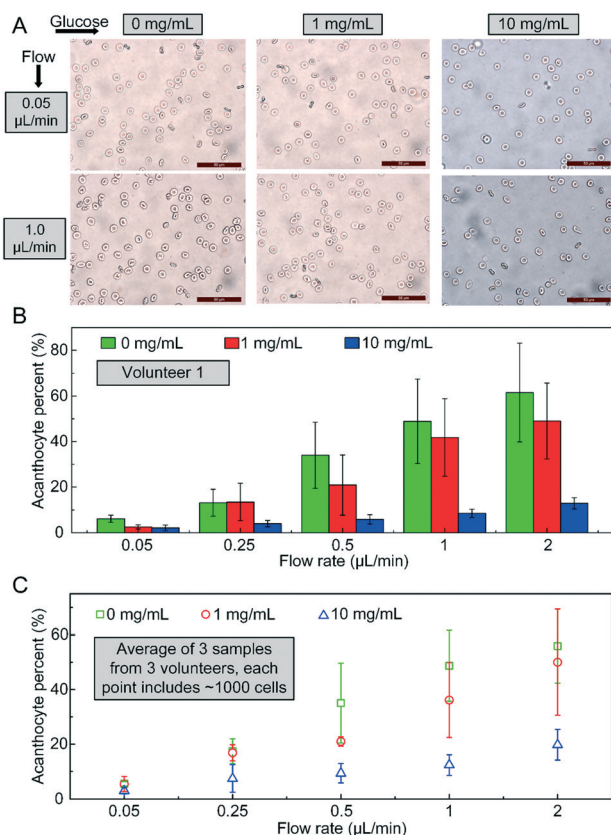 A
Glucose
0 mg/mL
1 mg/mL
10 mg/mL
Flow
0.05
µL/min
1.0
µL/min
B
Acanthocyte percent (%)
80
60
40
20
0
0 mg/mL
1 mg/mL
10 mg/mL
Volunteer 1
0.05
0.25
0.5
1
2
Flow rate (µL/min)
C
Acanthocyte percent (%)
80
60
40
20
0
0 mg/mL
1 mg/mL
10 mg/mL
Average of 3 samples
from 3 volunteers, each
point includes ~1000 cells
0.05
0.25
0.5
1
2
Flow rate (µL/min)